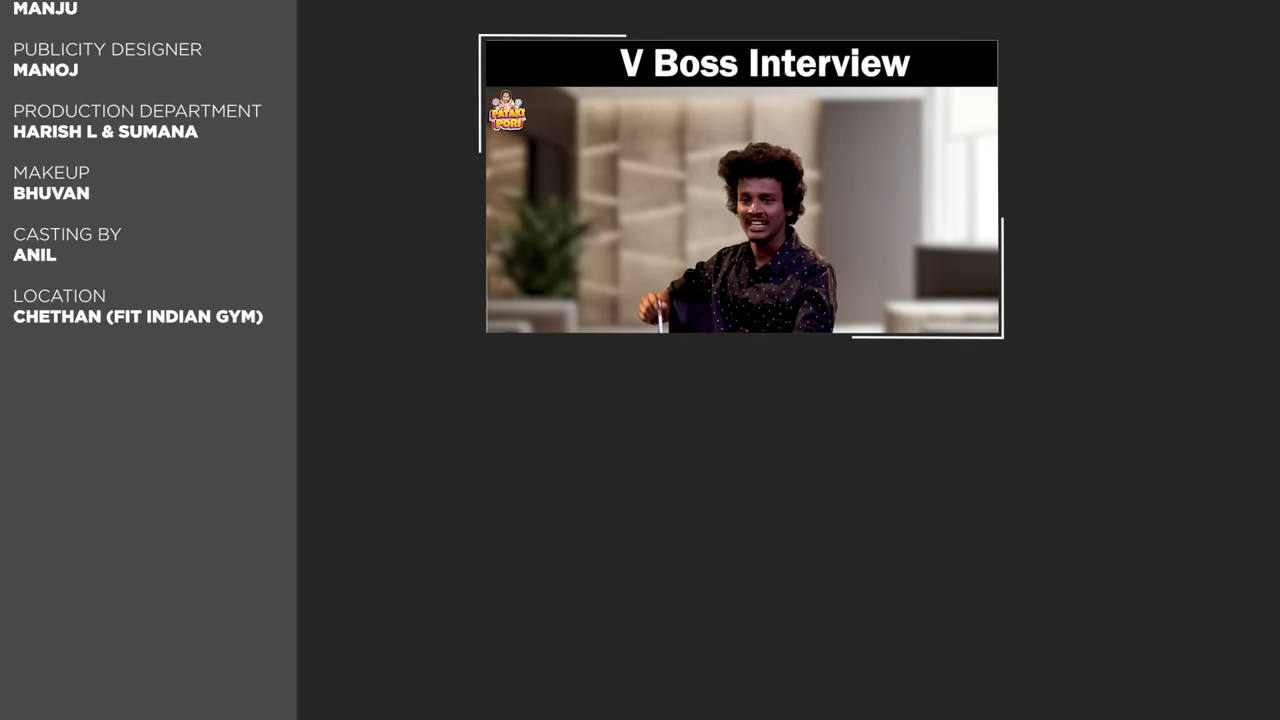 MANJU
PUBLICITY DESIGNER
MANOJ
PRODUCTION DEPARTMENT
HARISH L & SUMANA
MAKEUP
BHUVAN
CASTING BY
ANIL
LOCATION
CHETHAN (FIT INDIAN GYM)
V Boss Interview
PATAKI
PORI